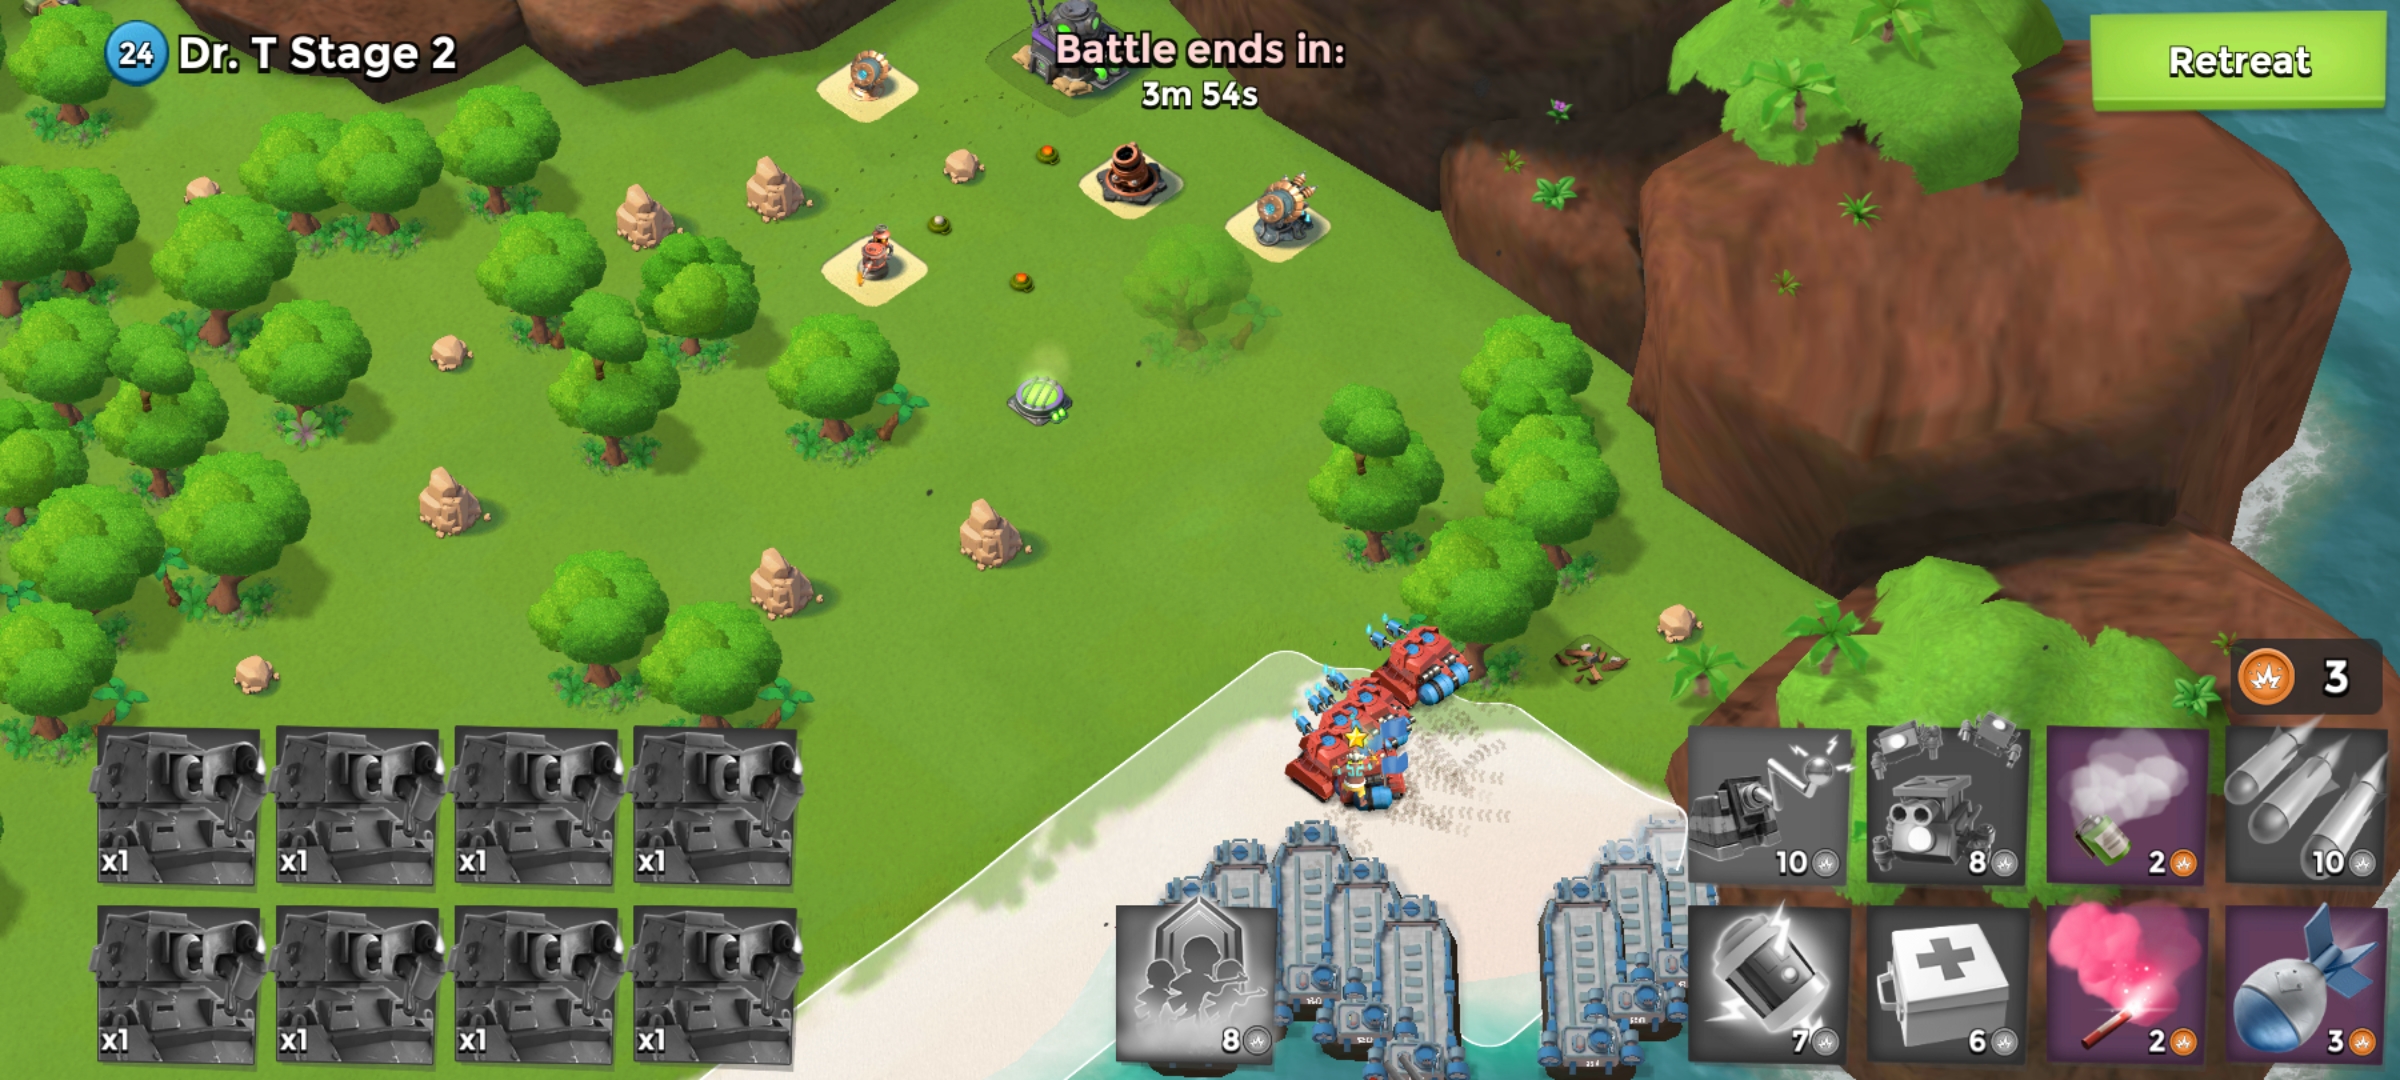 24 Dr. T Stage 2
Battle ends in:
3m 54s
Retreat
3
x1 x1 x1 x1
10 8 2 10
x1 x1 x1 x1
8
7 6 2 3